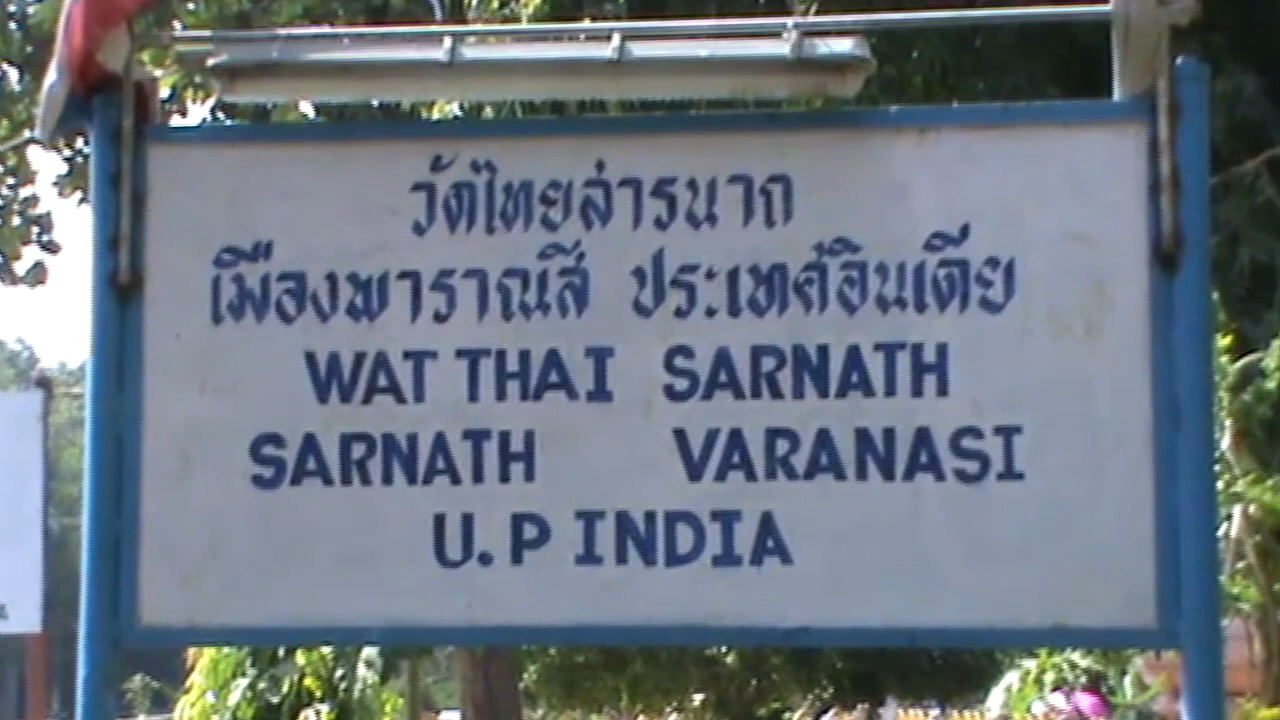 วัดไทยสารนาถ
เมืองพาราณสี ประเทศอินเดีย
WAT THAI SARNATH
SARNATH VARANASI
U.P INDIA